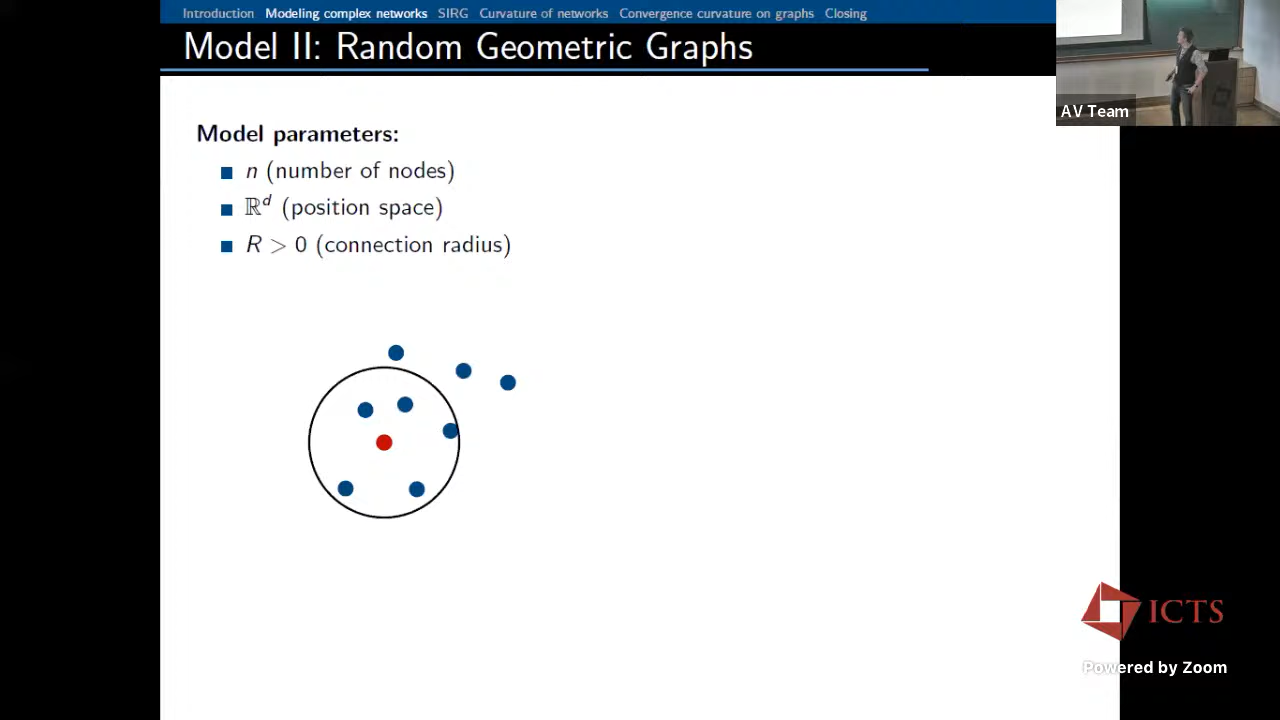 Introduction Modeling complex networks SIRG Curvature of networks Convergence curvature on graphs Closing
Model II: Random Geometric Graphs
AV Team
Model parameters:
n (number of nodes)
ℝᵈ (position space)
R > 0 (connection radius)
ICTS
Powered by Zoom